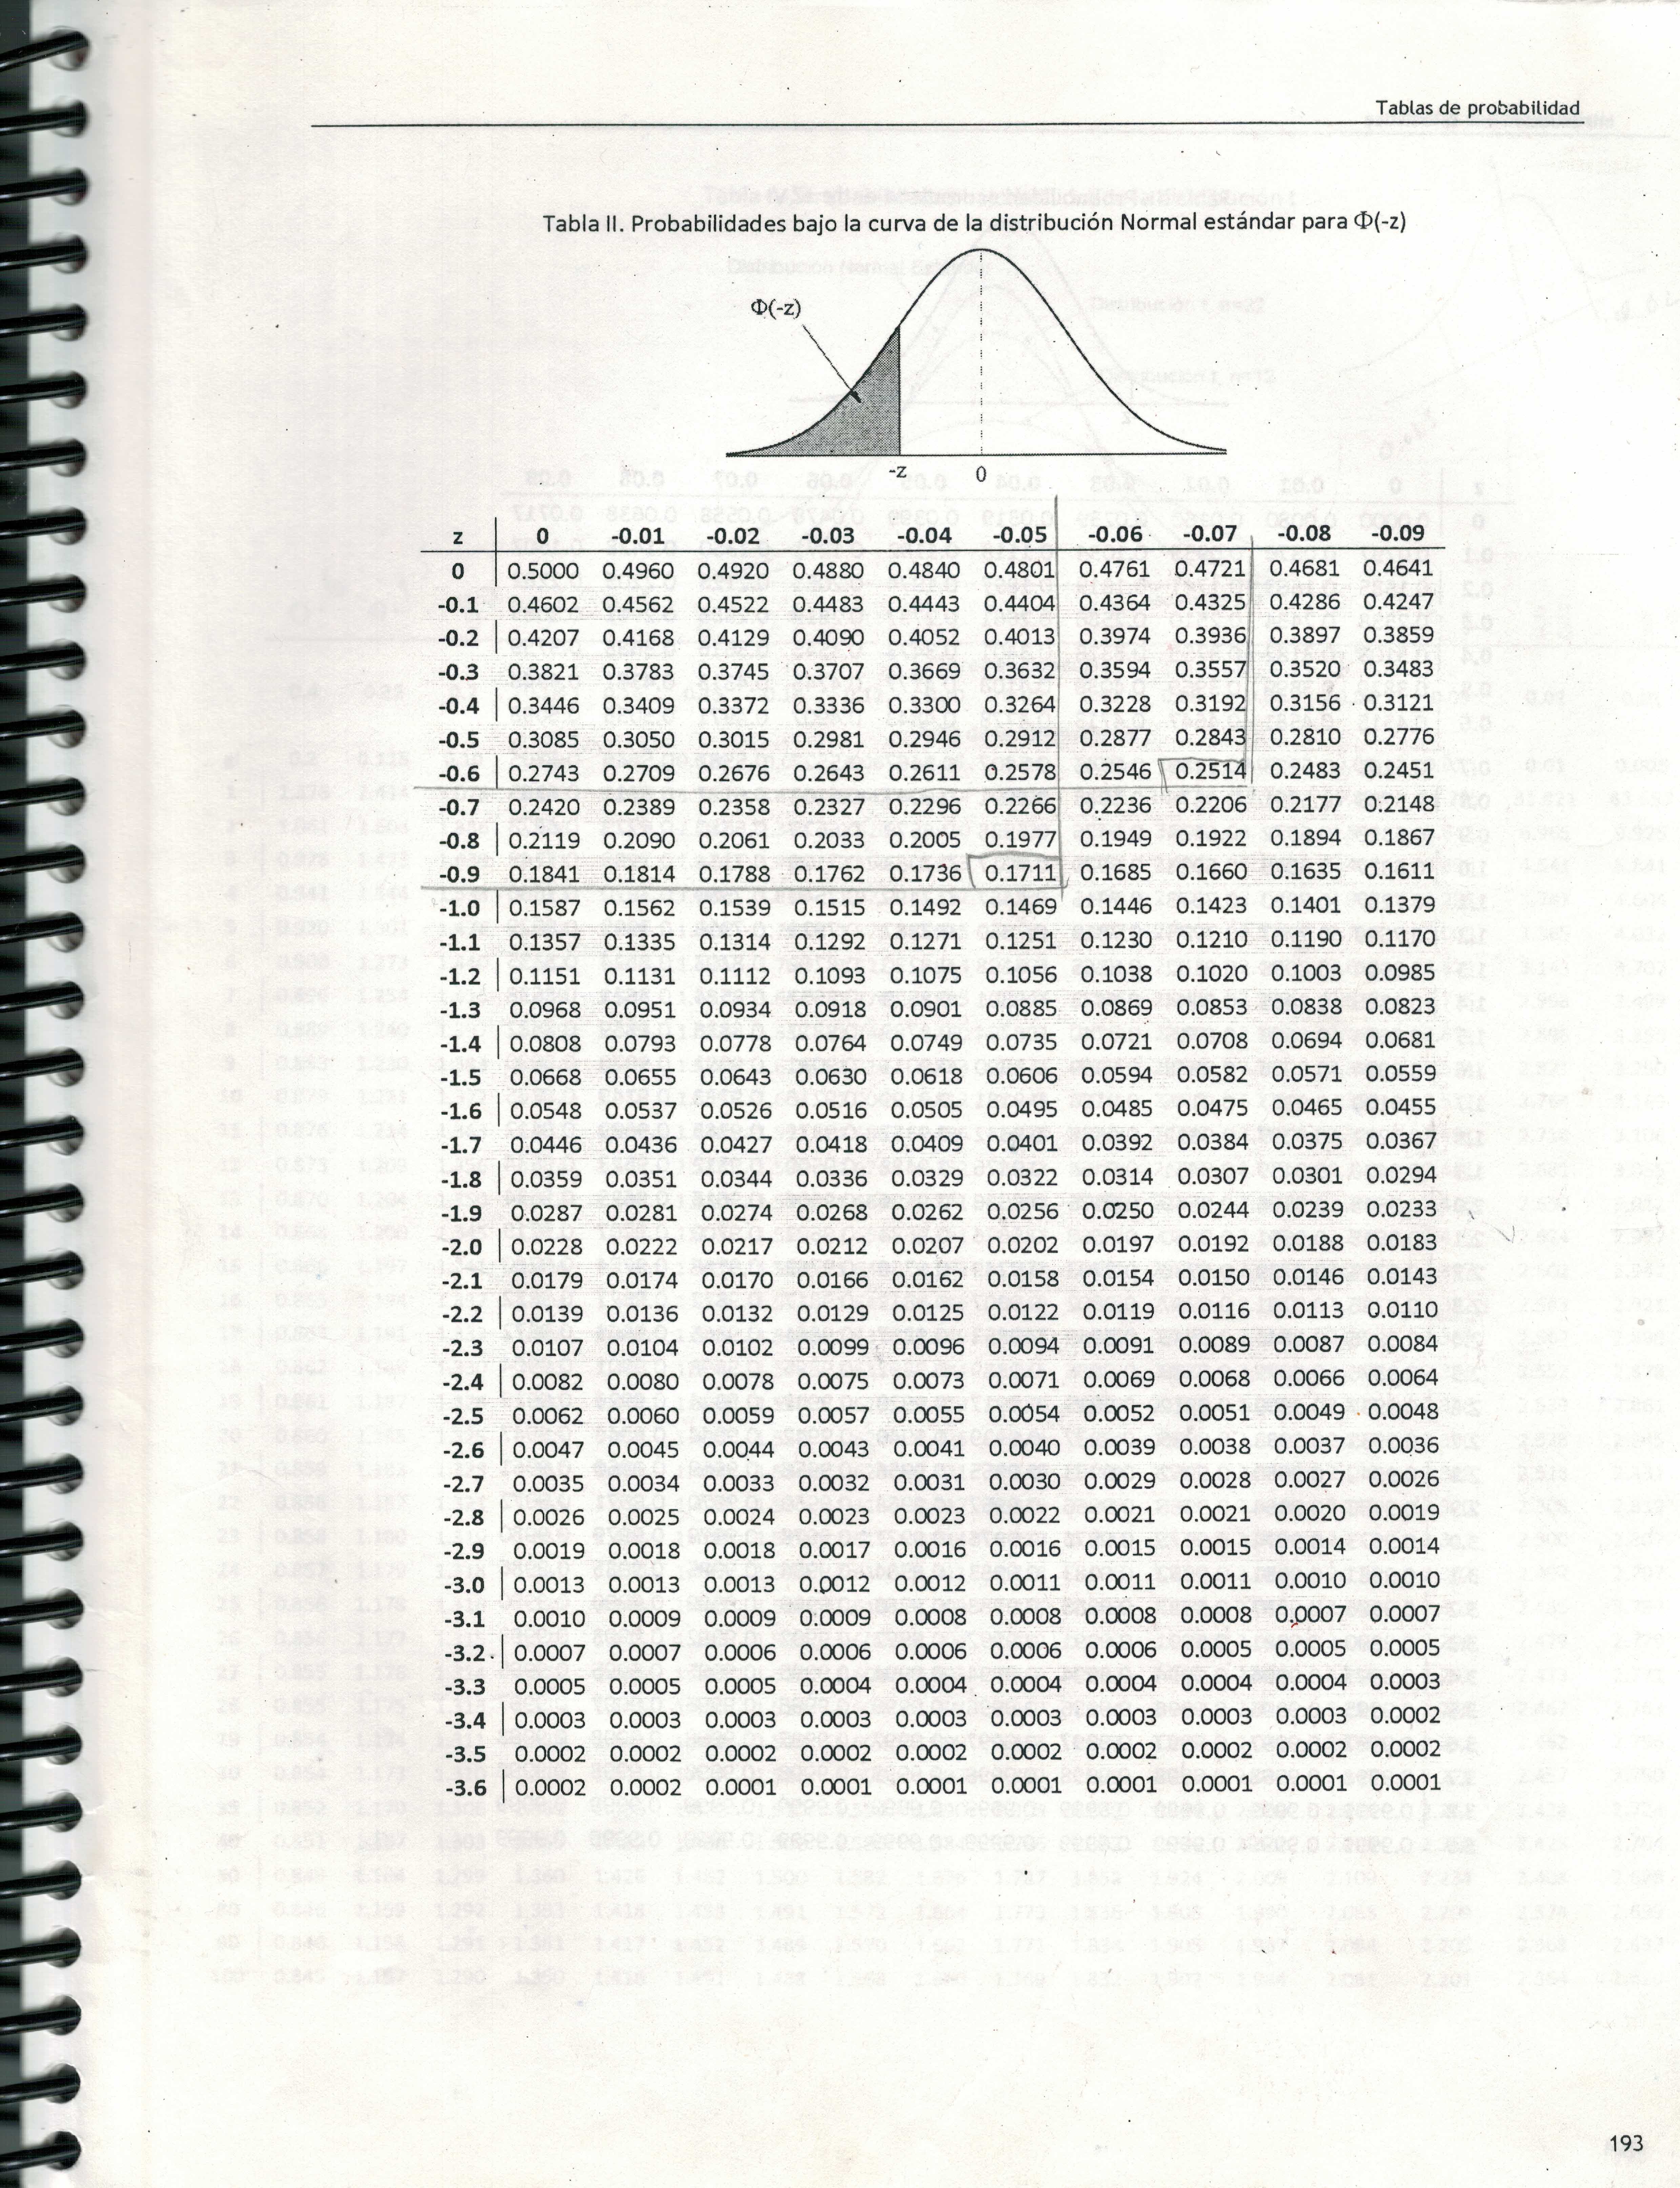 Tablas de probabilidad
Tabla II. Probabilidades bajo la curva de la distribución Normal estándar para Φ(-z)
Φ(-z)
-z 0
z 0 -0.01 -0.02 -0.03 -0.04 -0.05 -0.06 -0.07 -0.08 -0.09
0 0.5000 0.4960 0.4920 0.4880 0.4840 0.4801 0.4761 0.4721 0.4681 0.4641
-0.1 0.4602 0.4562 0.4522 0.4483 0.4443 0.4404 0.4364 0.4325 0.4286 0.4247
-0.2 0.4207 0.4168 0.4129 0.4090 0.4052 0.4013 0.3974 0.3936 0.3897 0.3859
-0.3 0.3821 0.3783 0.3745 0.3707 0.3669 0.3632 0.3594 0.3557 0.3520 0.3483
-0.4 0.3446 0.3409 0.3372 0.3336 0.3300 0.3264 0.3228 0.3192 0.3156 0.3121
-0.5 0.3085 0.3050 0.3015 0.2981 0.2946 0.2912 0.2877 0.2843 0.2810 0.2776
-0.6 0.2743 0.2709 0.2676 0.2643 0.2611 0.2578 0.2546 0.2514 0.2483 0.2451
-0.7 0.2420 0.2389 0.2358 0.2327 0.2296 0.2266 0.2236 0.2206 0.2177 0.2148
-0.8 0.2119 0.2090 0.2061 0.2033 0.2005 0.1977 0.1949 0.1922 0.1894 0.1867
-0.9 0.1841 0.1814 0.1788 0.1762 0.1736 0.1711 0.1685 0.1660 0.1635 0.1611
-1.0 0.1587 0.1562 0.1539 0.1515 0.1492 0.1469 0.1446 0.1423 0.1401 0.1379
-1.1 0.1357 0.1335 0.1314 0.1292 0.1271 0.1251 0.1230 0.1210 0.1190 0.1170
-1.2 0.1151 0.1131 0.1112 0.1093 0.1075 0.1056 0.1038 0.1020 0.1003 0.0985
-1.3 0.0968 0.0951 0.0934 0.0918 0.0901 0.0885 0.0869 0.0853 0.0838 0.0823
-1.4 0.0808 0.0793 0.0778 0.0764 0.0749 0.0735 0.0721 0.0708 0.0694 0.0681
-1.5 0.0668 0.0655 0.0643 0.0630 0.0618 0.0606 0.0594 0.0582 0.0571 0.0559
-1.6 0.0548 0.0537 0.0526 0.0516 0.0505 0.0495 0.0485 0.0475 0.0465 0.0455
-1.7 0.0446 0.0436 0.0427 0.0418 0.0409 0.0401 0.0392 0.0384 0.0375 0.0367
-1.8 0.0359 0.0351 0.0344 0.0336 0.0329 0.0322 0.0314 0.0307 0.0301 0.0294
-1.9 0.0287 0.0281 0.0274 0.0268 0.0262 0.0256 0.0250 0.0244 0.0239 0.0233
-2.0 0.0228 0.0222 0.0217 0.0212 0.0207 0.0202 0.0197 0.0192 0.0188 0.0183
-2.1 0.0179 0.0174 0.0170 0.0166 0.0162 0.0158 0.0154 0.0150 0.0146 0.0143
-2.2 0.0139 0.0136 0.0132 0.0129 0.0125 0.0122 0.0119 0.0116 0.0113 0.0110
-2.3 0.0107 0.0104 0.0102 0.0099 0.0096 0.0094 0.0091 0.0089 0.0087 0.0084
-2.4 0.0082 0.0080 0.0078 0.0075 0.0073 0.0071 0.0069 0.0068 0.0066 0.0064
-2.5 0.0062 0.0060 0.0059 0.0057 0.0055 0.0054 0.0052 0.0051 0.0049 0.0048
-2.6 0.0047 0.0045 0.0044 0.0043 0.0041 0.0040 0.0039 0.0038 0.0037 0.0036
-2.7 0.0035 0.0034 0.0033 0.0032 0.0031 0.0030 0.0029 0.0028 0.0027 0.0026
-2.8 0.0026 0.0025 0.0024 0.0023 0.0023 0.0022 0.0021 0.0021 0.0020 0.0019
-2.9 0.0019 0.0018 0.0018 0.0017 0.0016 0.0016 0.0015 0.0015 0.0014 0.0014
-3.0 0.0013 0.0013 0.0013 0.0012 0.0012 0.0011 0.0011 0.0011 0.0010 0.0010
-3.1 0.0010 0.0009 0.0009 0.0009 0.0008 0.0008 0.0008 0.0008 0.0007 0.0007
-3.2 0.0007 0.0007 0.0006 0.0006 0.0006 0.0006 0.0006 0.0005 0.0005 0.0005
-3.3 0.0005 0.0005 0.0005 0.0004 0.0004 0.0004 0.0004 0.0004 0.0004 0.0003
-3.4 0.0003 0.0003 0.0003 0.0003 0.0003 0.0003 0.0003 0.0003 0.0003 0.0002
-3.5 0.0002 0.0002 0.0002 0.0002 0.0002 0.0002 0.0002 0.0002 0.0002 0.0002
-3.6 0.0002 0.0002 0.0001 0.0001 0.0001 0.0001 0.0001 0.0001 0.0001 0.0001
193